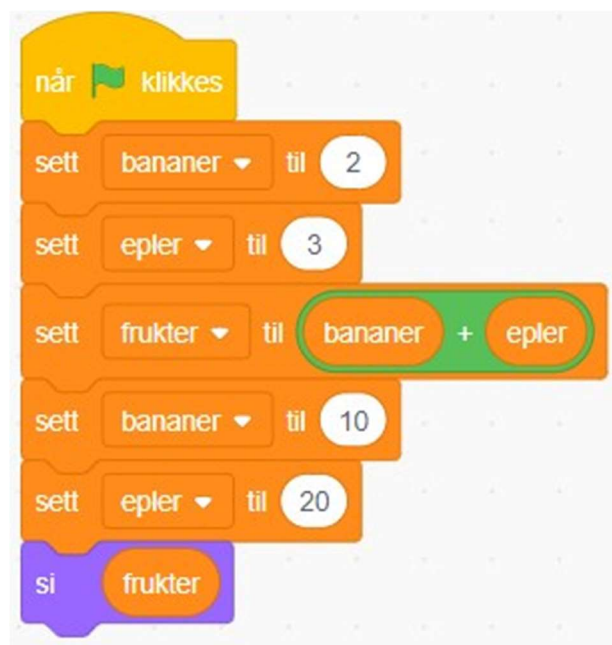 når klikkes
sett bananer til 2
sett epler til 3
sett frukter til bananer + epler
sett bananer til 10
sett epler til 20
si frukter